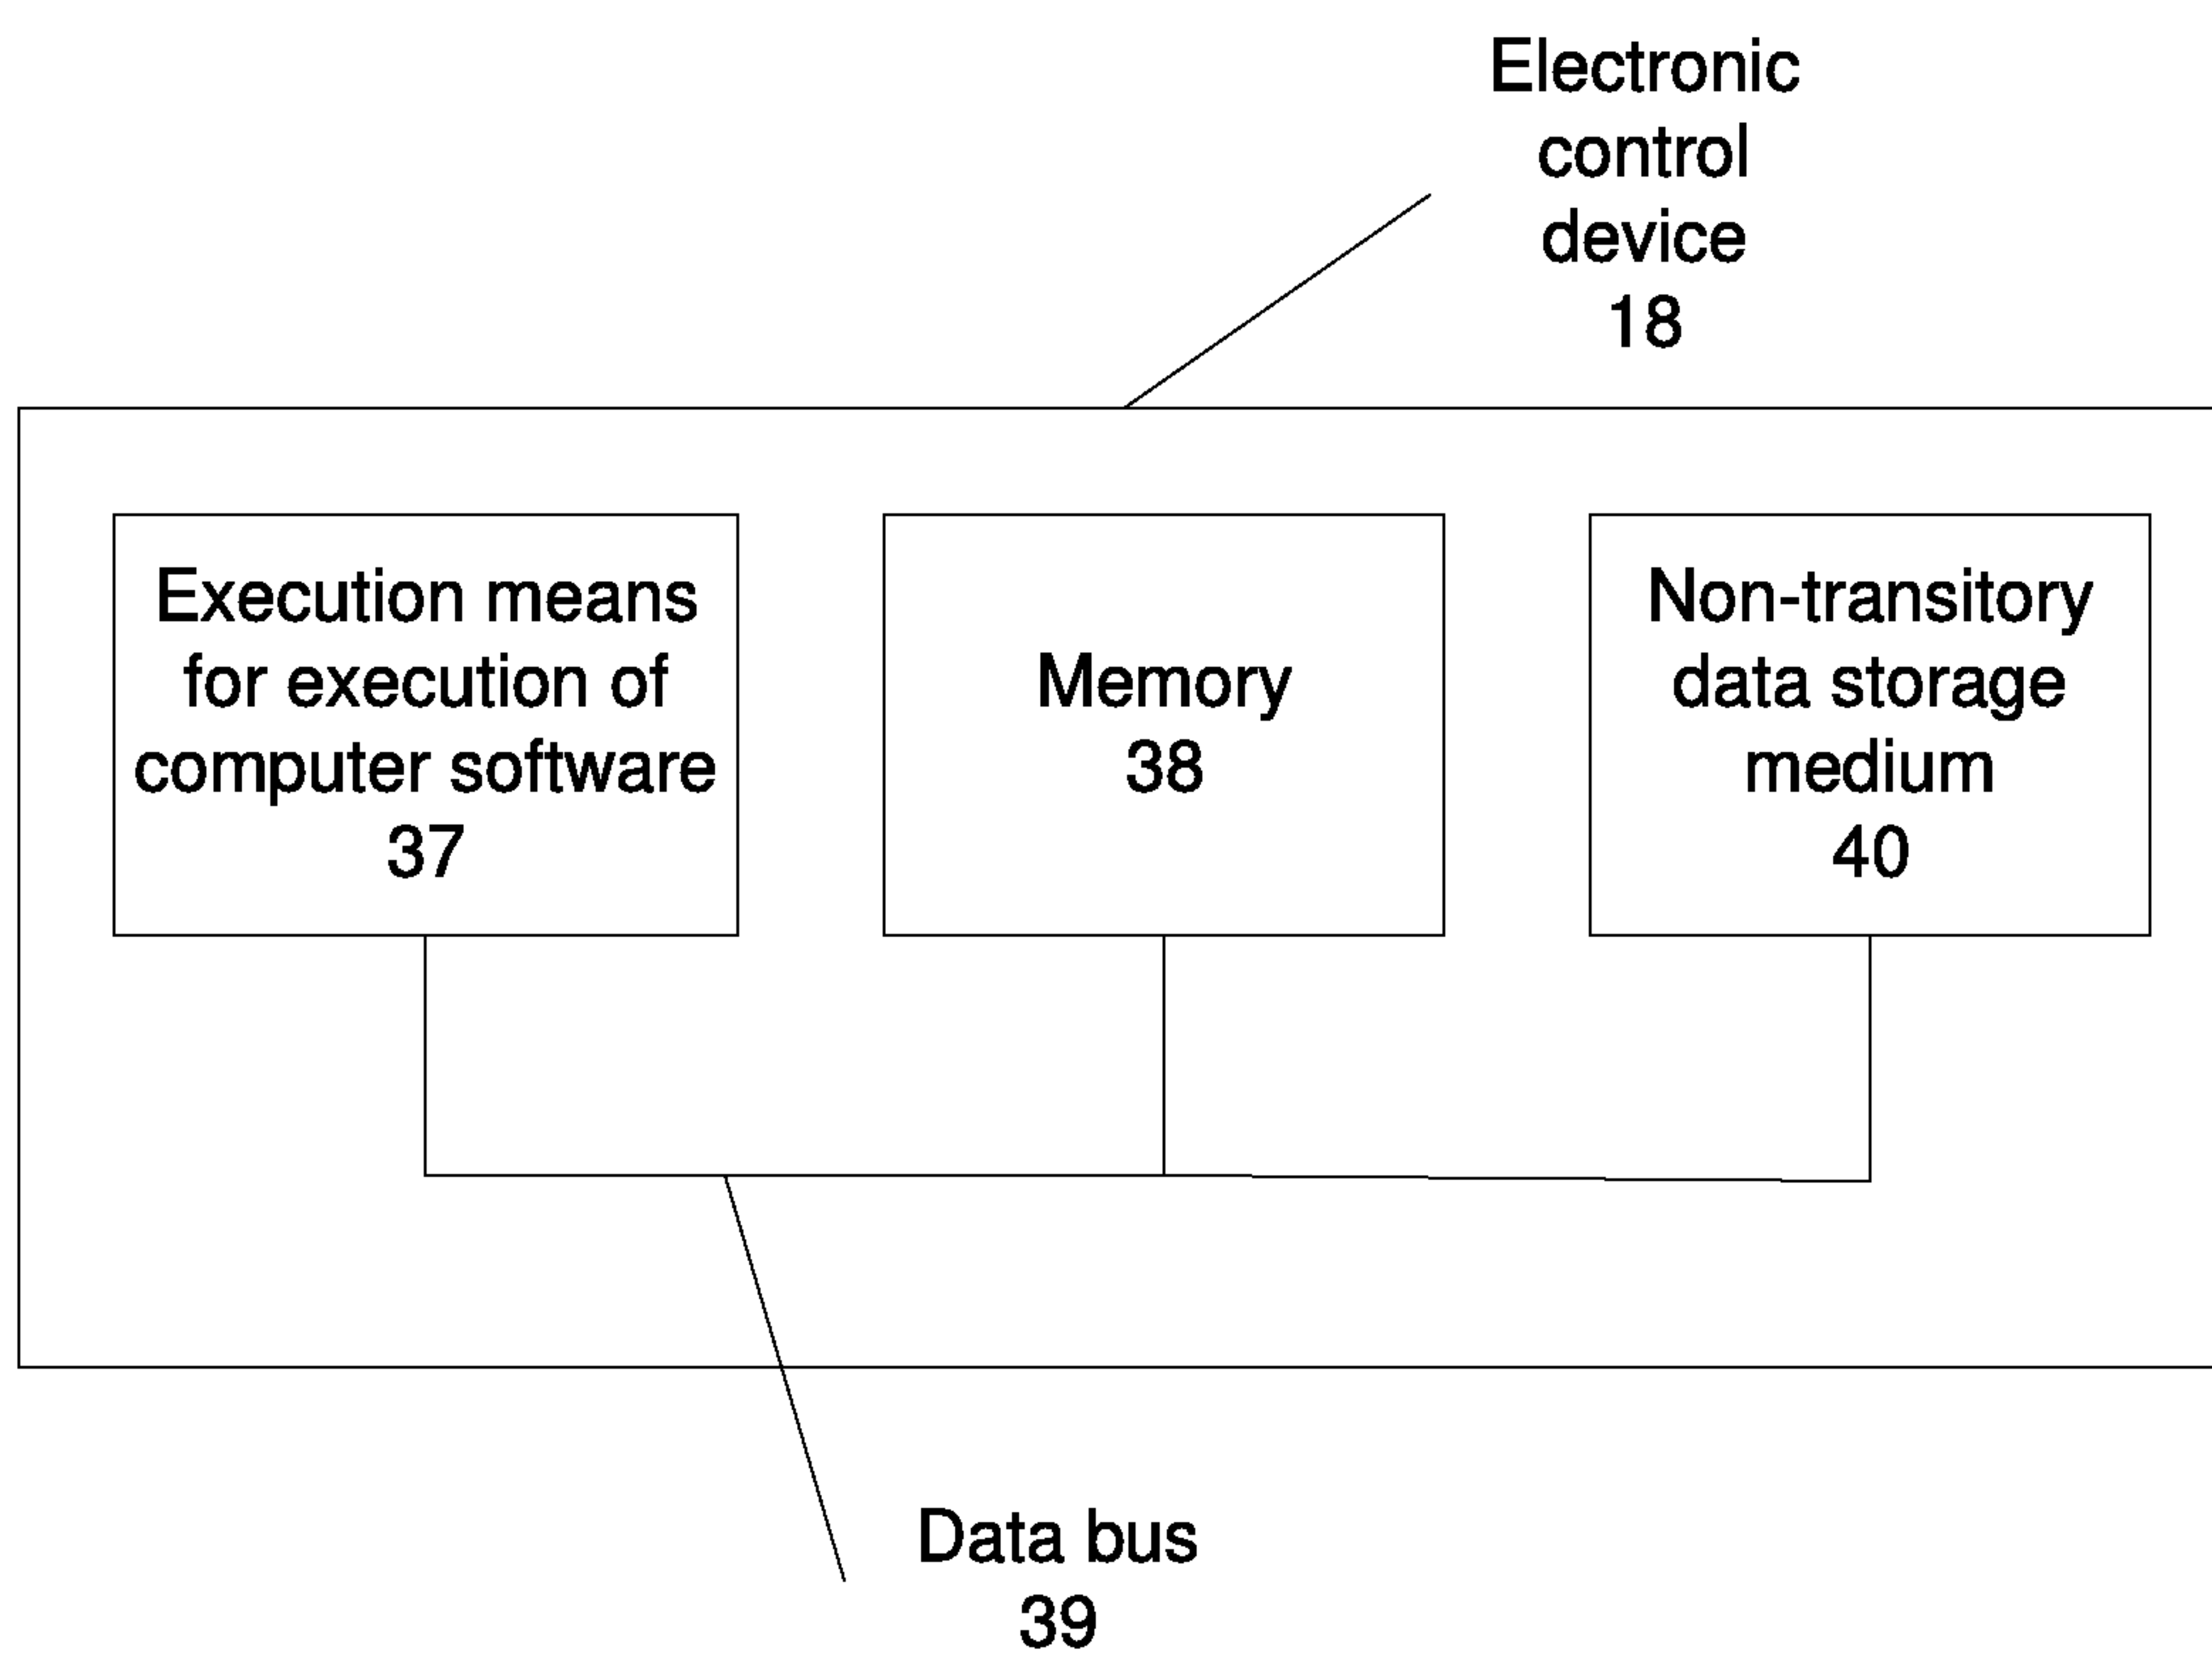 Electronic
control
device
18
Execution means
for execution of
computer software
37
Memory
38
Non-transitory
data storage
medium
40
Data bus
39